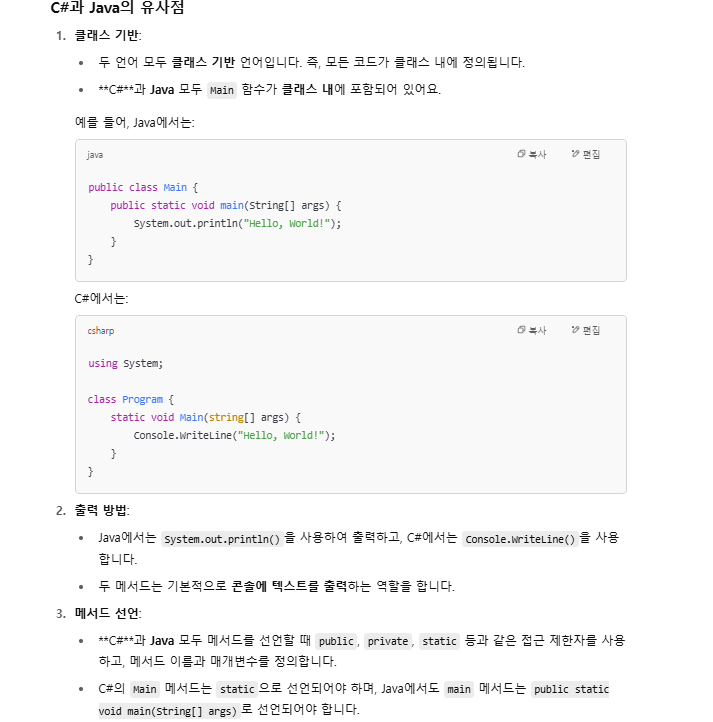 C#과 Java의 유사점
1. 클래스 기반:
• 두 언어 모두 클래스 기반 언어입니다. 즉, 모든 코드가 클래스 내에 정의됩니다.
• **C#**과 Java 모두 Main 함수가 클래스 내에 포함되어 있어요.
예를 들어, Java에서는:
java 복사 편집
public class Main {
    public static void main(String[] args) {
        System.out.println("Hello, World!");
    }
}
C#에서는:
csharp 복사 편집
using System;

class Program {
    static void Main(string[] args) {
        Console.WriteLine("Hello, World!");
    }
}
2. 출력 방법:
• Java에서는 System.out.println()을 사용하여 출력하고, C#에서는 Console.WriteLine()을 사용
합니다.
• 두 메서드는 기본적으로 콘솔에 텍스트를 출력하는 역할을 합니다.
3. 메서드 선언:
• **C#**과 Java 모두 메서드를 선언할 때 public, private, static 등과 같은 접근 제한자를 사용
하고, 메서드 이름과 매개변수를 정의합니다.
• C#의 Main 메서드는 static으로 선언되어야 하며, Java에서도 main 메서드는 public static
void main(String[] args)로 선언되어야 합니다.